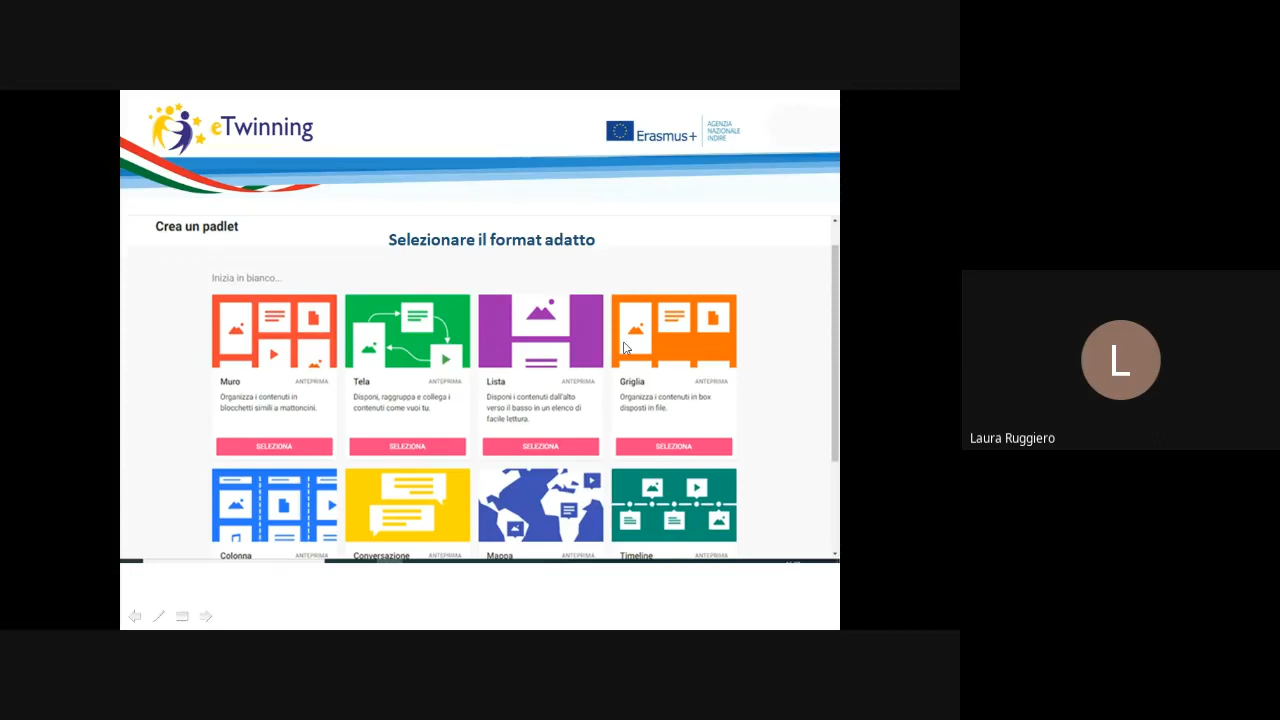 eTwinning
Erasmus+
AGENZIA
NAZIONALE
INDIRE
Crea un padlet
Selezionare il format adatto
Inizia in bianco...
Muro ANTEPRIMA
Organizza i contenuti in
blocchetti simili a mattoncini.
SELEZIONA
Tela ANTEPRIMA
Disponi, raggruppa e collega i
contenuti come vuoi tu.
SELEZIONA
Lista ANTEPRIMA
Disponi i contenuti dall'alto
verso il basso in un elenco di
facile lettura.
SELEZIONA
Griglia ANTEPRIMA
Organizza i contenuti in box
disposti in file.
SELEZIONA
Colonna ANTEPRIMA
Conversazione ANTEPRIMA
Mappa ANTEPRIMA
Timeline ANTEPRIMA
L
Laura Ruggiero